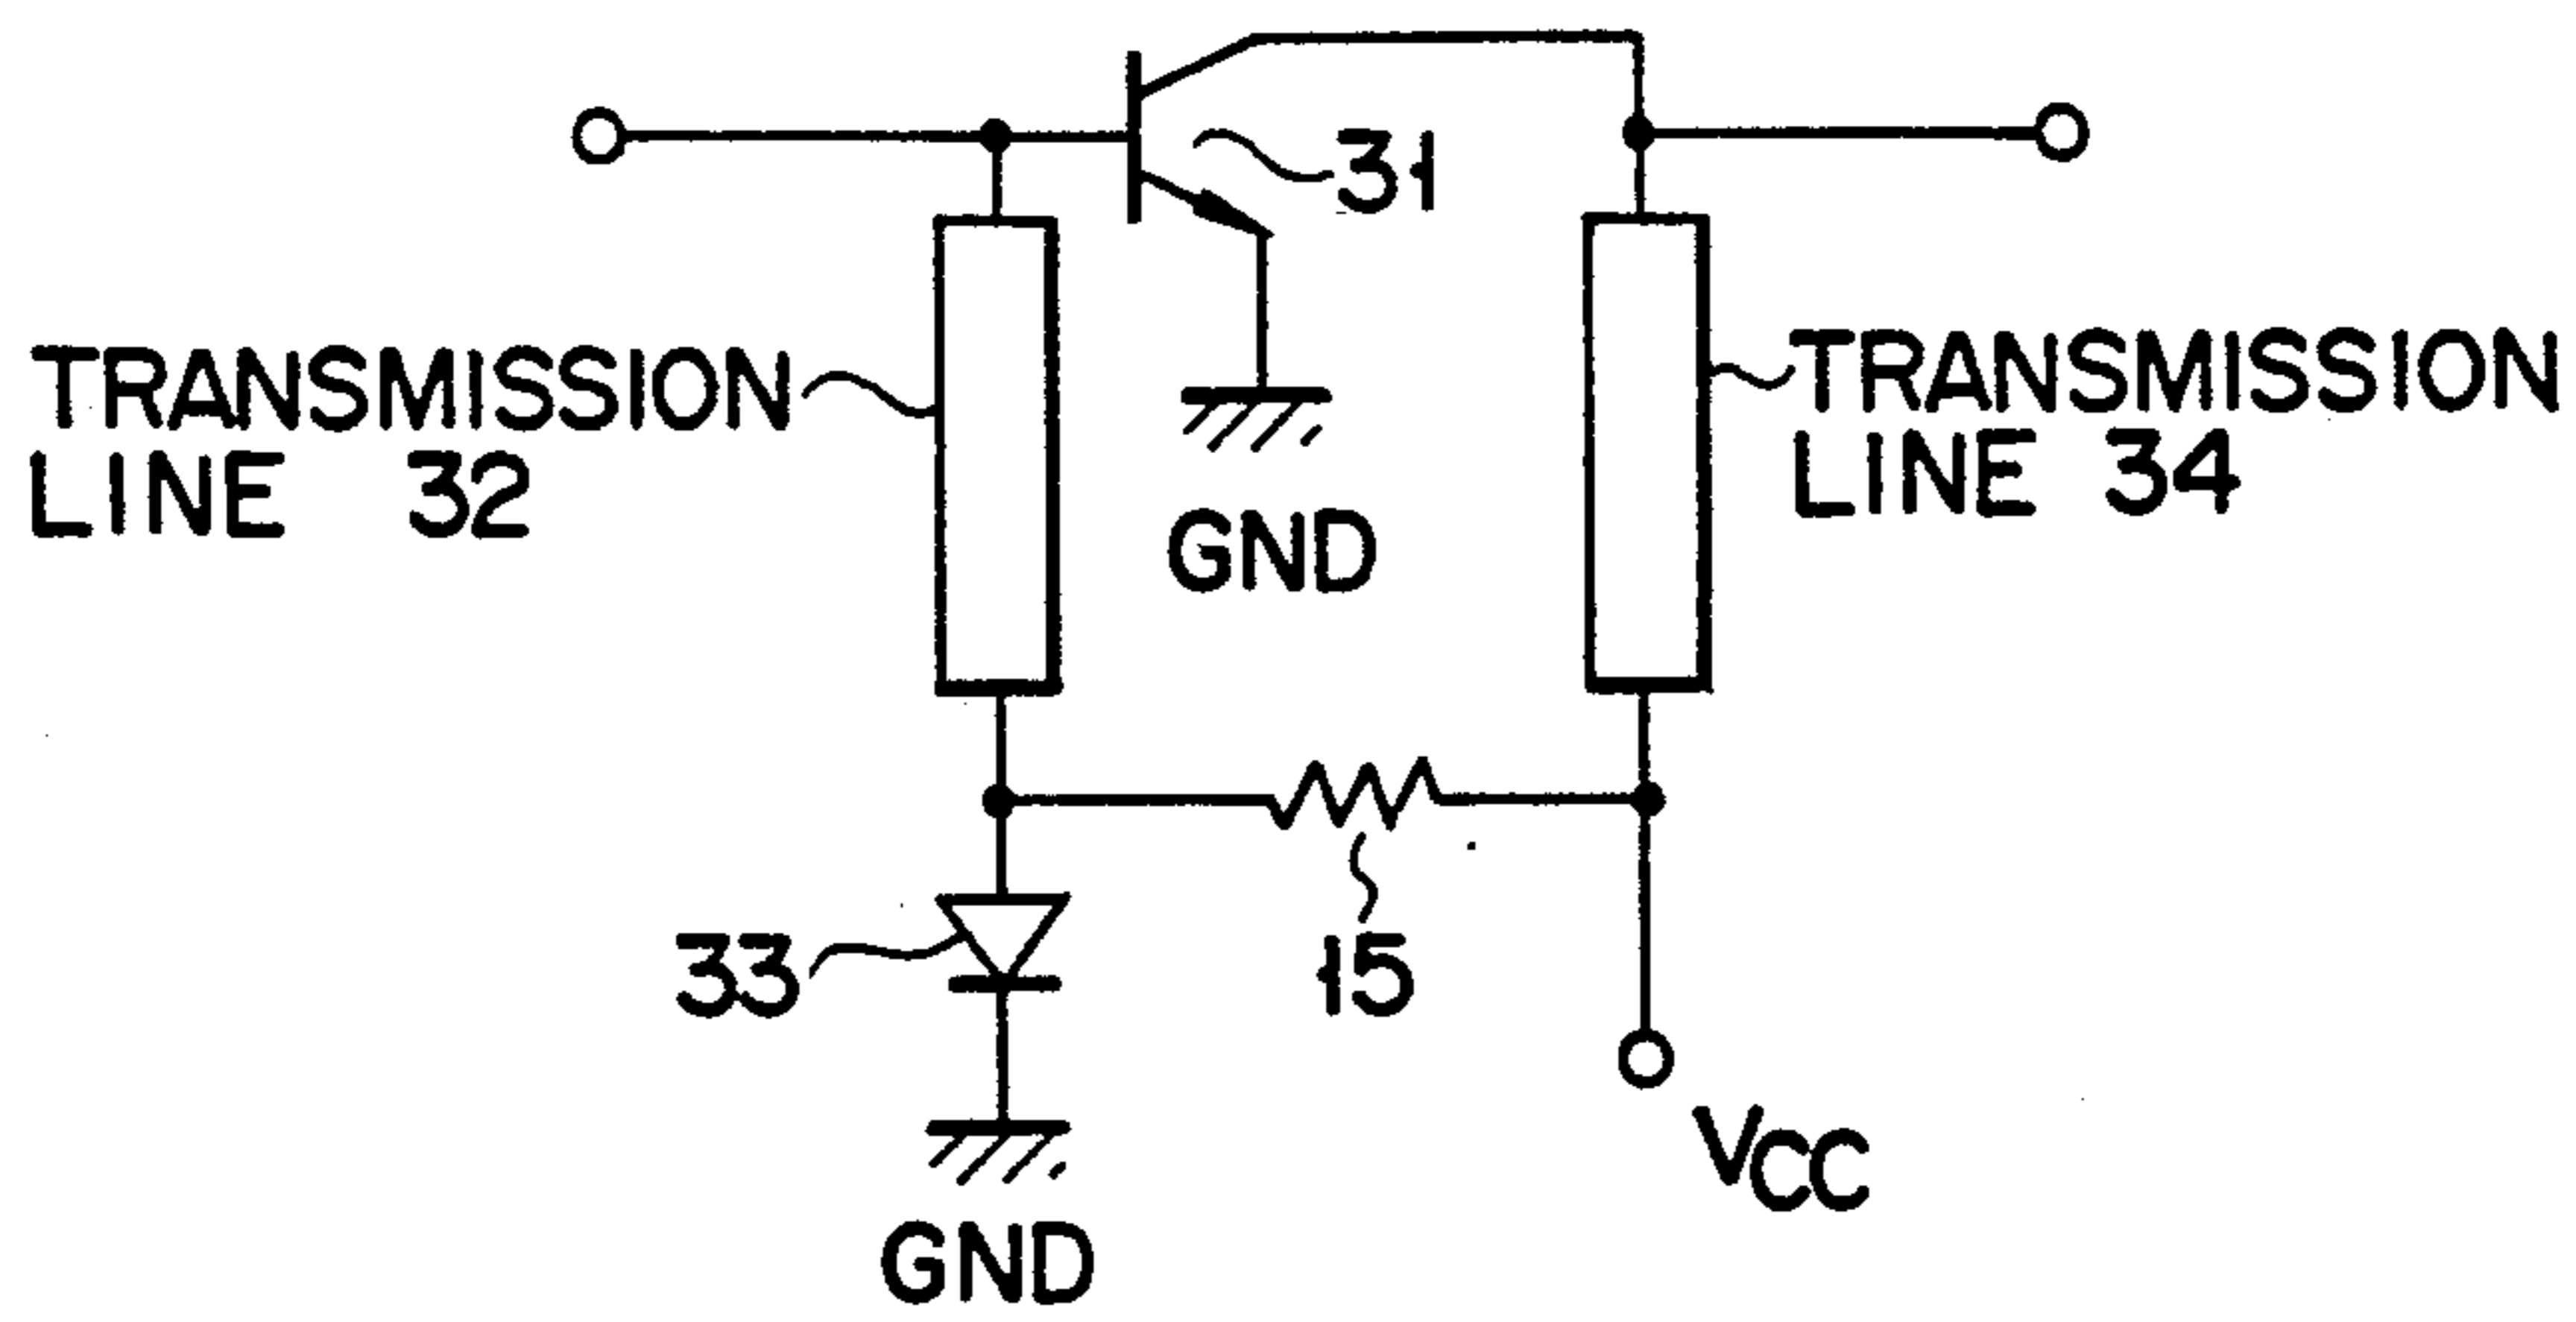 31
TRANSMISSION
LINE 32
TRANSMISSION
LINE 34
GND
33
15
VCC
GND